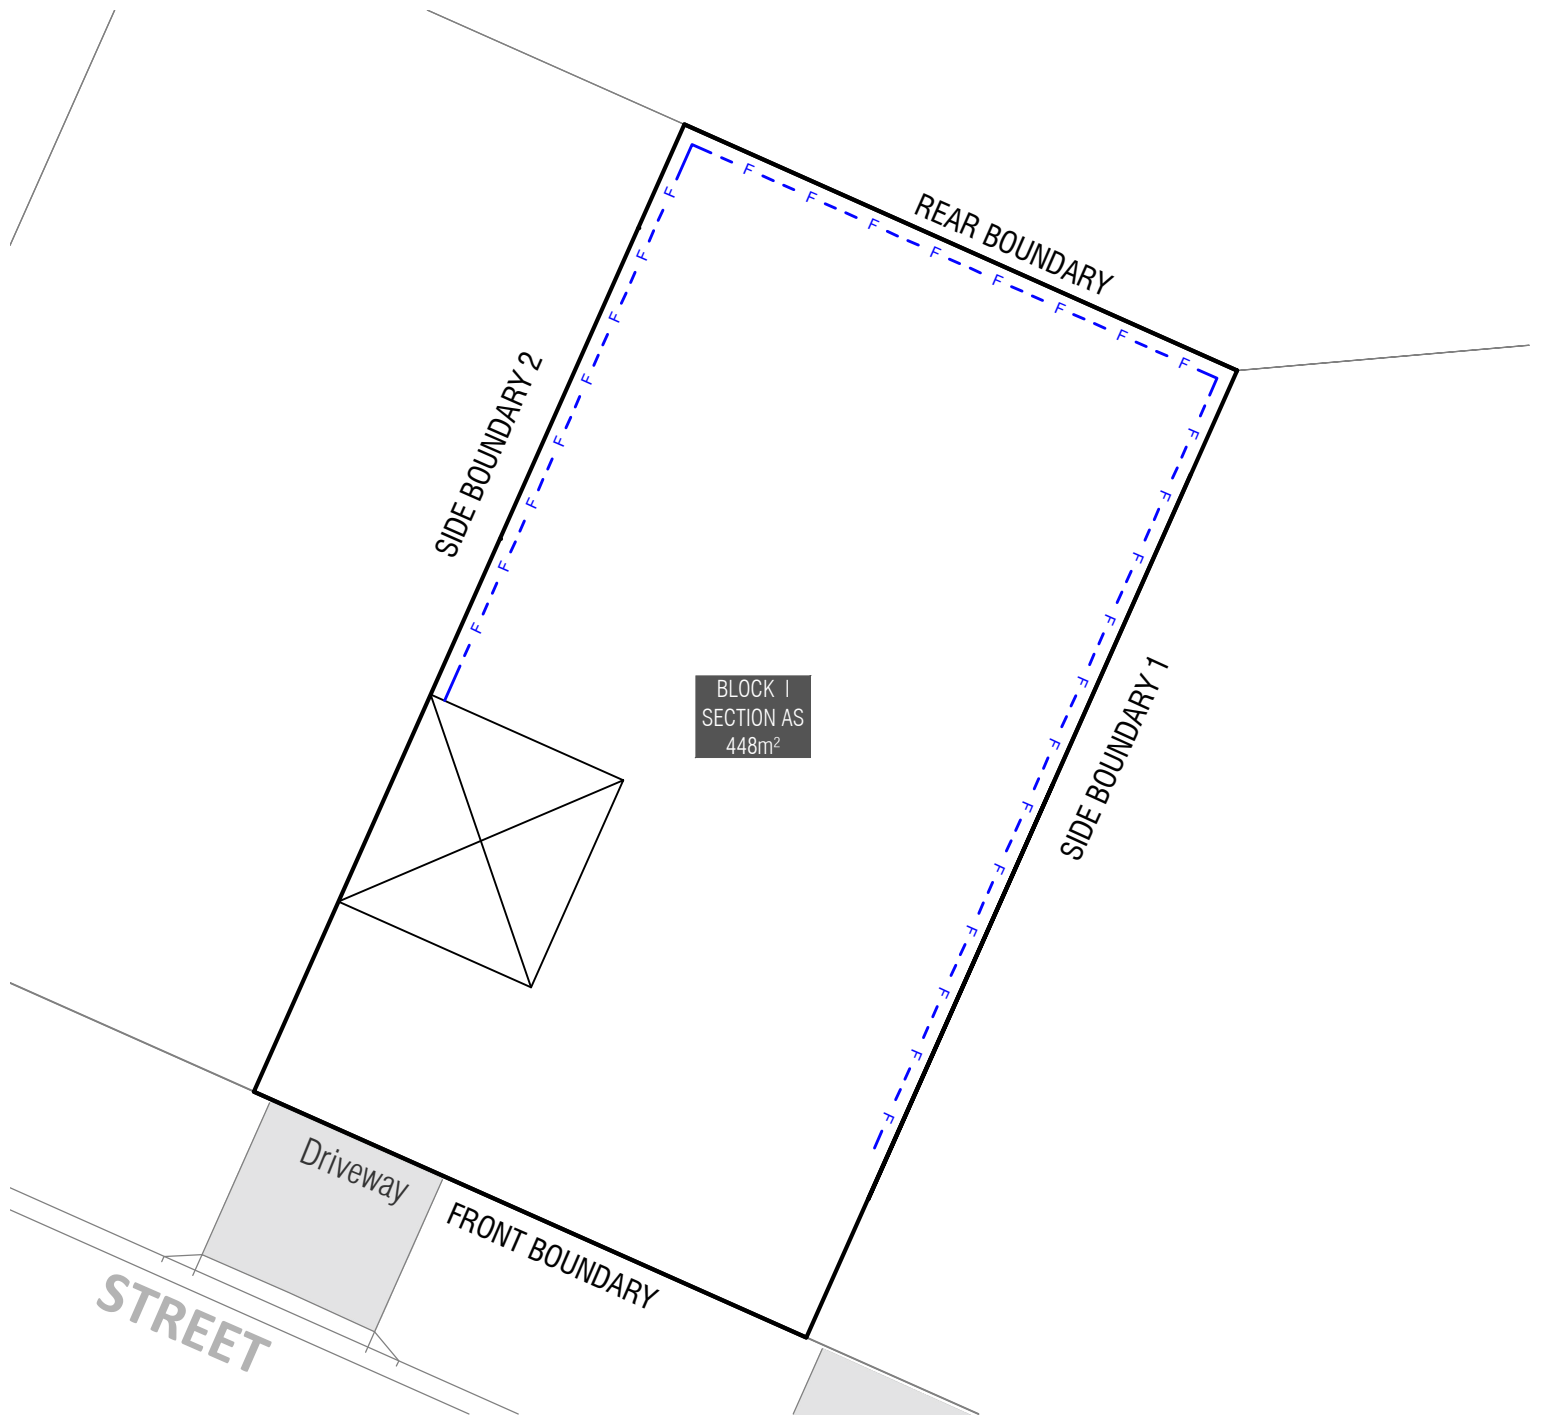 REAR BOUNDARY
F F F F F F F F
SIDE BOUNDARY 2
F F F F F F F F
BLOCK I
SECTION AS
448m²
F F F F F F F F F F F F
SIDE BOUNDARY 1
Driveway
FRONT BOUNDARY
STREET